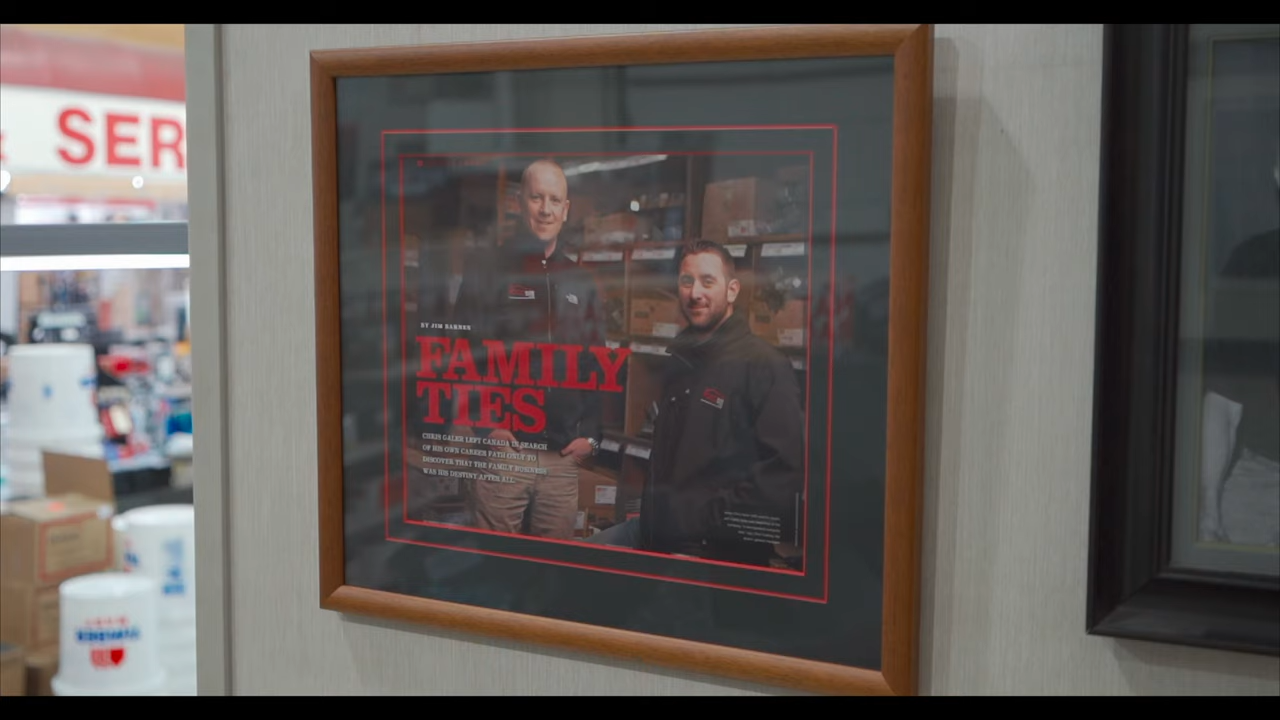 SER
BY JIM BARNES
FAMILY
TIES
CHRIS GALER LEFT CANADA IN SEARCH
OF HIS OWN CAREER PATH ONLY TO
DISCOVER THAT THE FAMILY BUSINESS
WAS HIS DESTINY AFTER ALL.